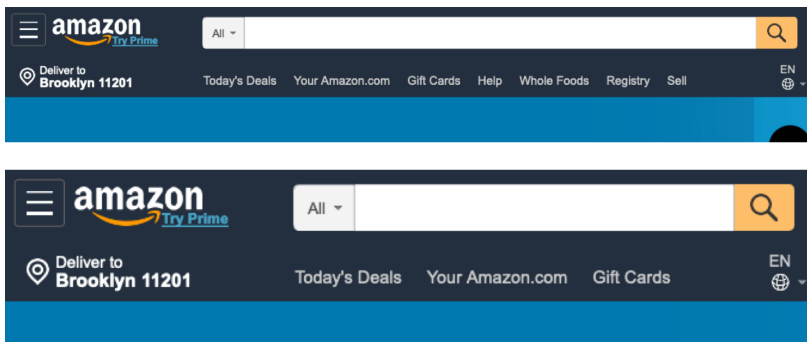 amazon
Try Prime
All
Deliver to
Brooklyn 11201
Today's Deals Your Amazon.com Gift Cards Help Whole Foods Registry Sell
EN
amazon
Try Prime
All
Deliver to
Brooklyn 11201
Today's Deals Your Amazon.com Gift Cards
EN